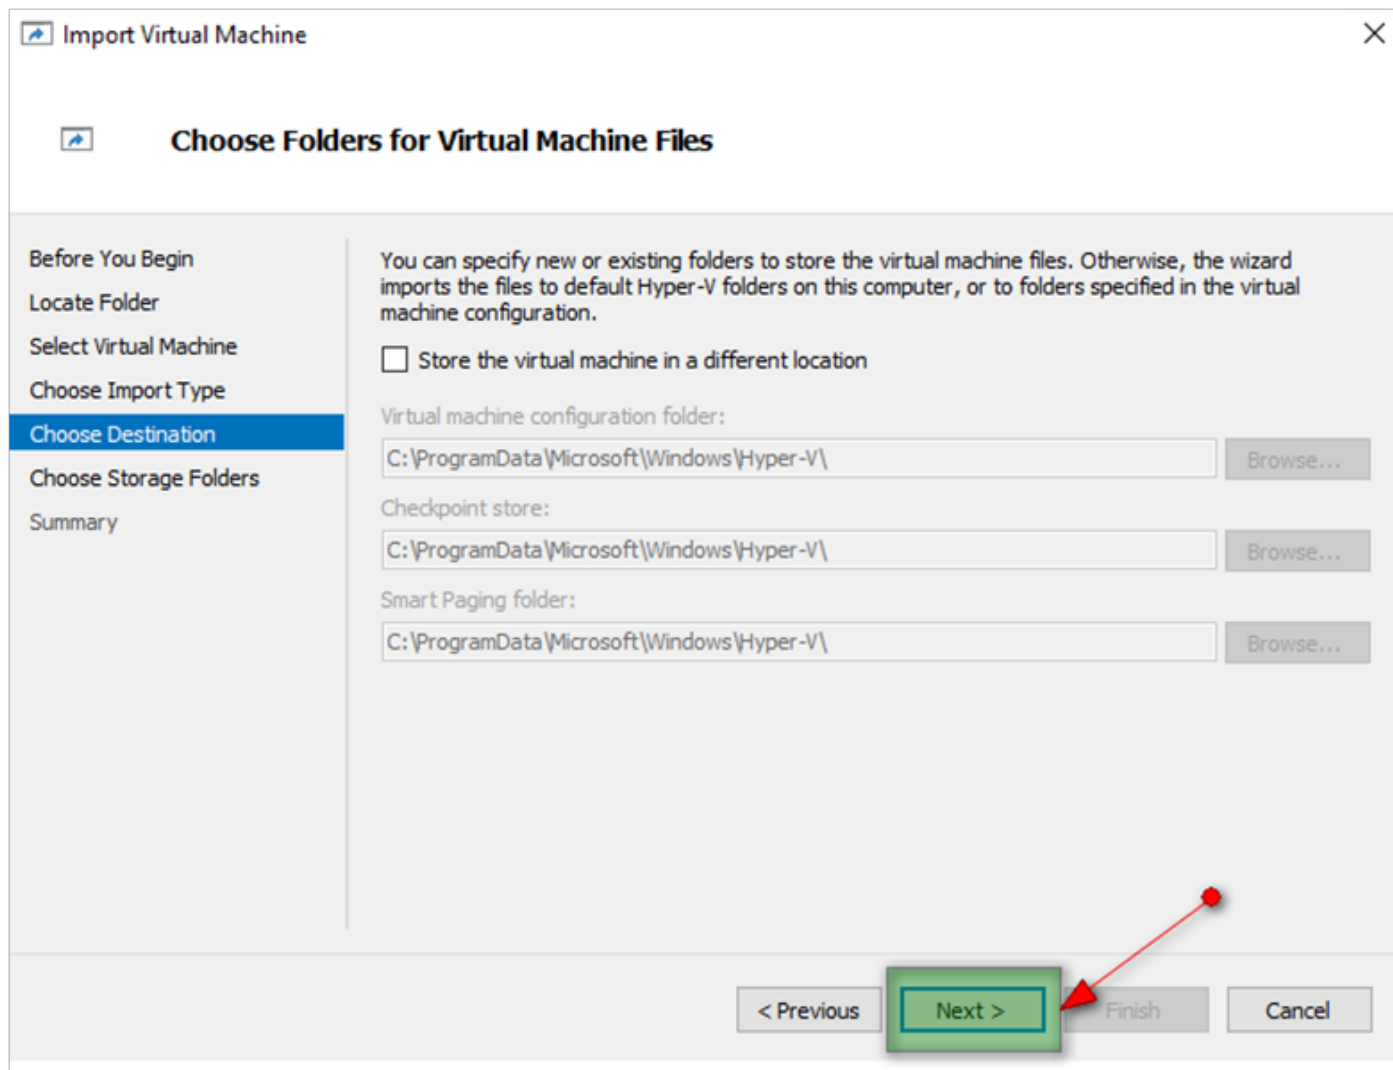 Import Virtual Machine
Choose Folders for Virtual Machine Files
Before You Begin
Locate Folder
Select Virtual Machine
Choose Import Type
Choose Destination
Choose Storage Folders
Summary
You can specify new or existing folders to store the virtual machine files. Otherwise, the wizard
imports the files to default Hyper-V folders on this computer, or to folders specified in the virtual
machine configuration.
Store the virtual machine in a different location
Virtual machine configuration folder:
C:\ProgramData\Microsoft\Windows\Hyper-V\
Browse...
Checkpoint store:
C:\ProgramData\Microsoft\Windows\Hyper-V\
Browse...
Smart Paging folder:
C:\ProgramData\Microsoft\Windows\Hyper-V\
Browse...
< Previous
Next >
Finish
Cancel